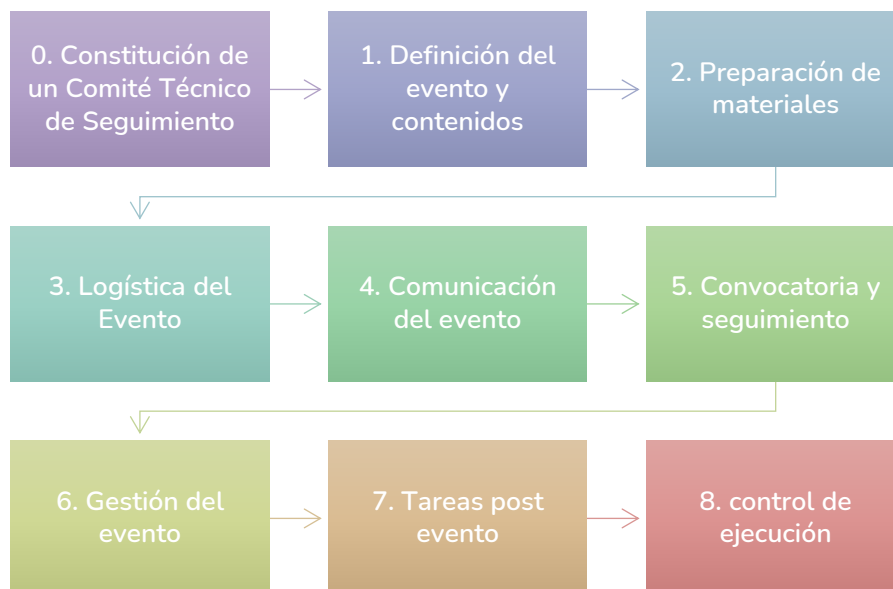 0. Constitución de
un Comité Técnico
de Seguimiento
1. Definición del
evento y
contenidos
2. Preparación de
materiales
3. Logística del
Evento
4. Comunicación
del evento
5. Convocatoria y
seguimiento
6. Gestión del
evento
7. Tareas post
evento
8. control de
ejecución